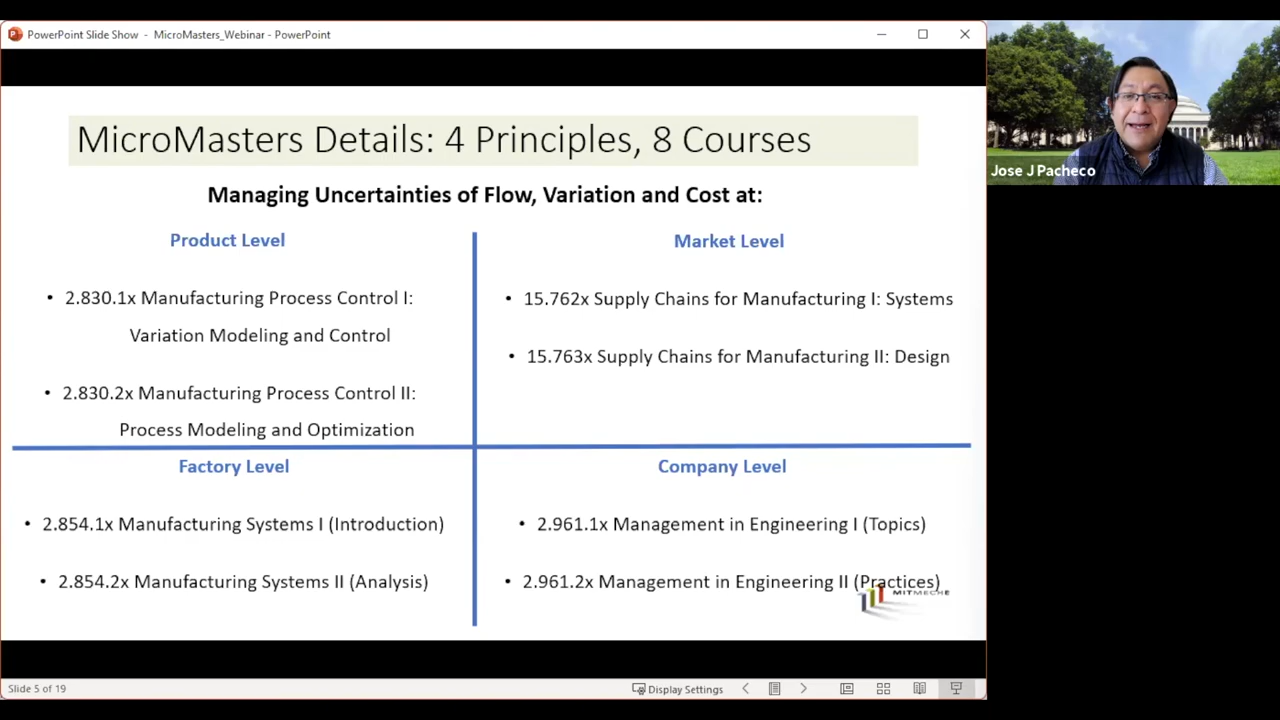 PowerPoint Slide Show - MicroMasters_Webinar - PowerPoint
Jose J Pacheco
MicroMasters Details: 4 Principles, 8 Courses
Managing Uncertainties of Flow, Variation and Cost at:
Product Level
• 2.830.1x Manufacturing Process Control I:
Variation Modeling and Control
• 2.830.2x Manufacturing Process Control II:
Process Modeling and Optimization
Market Level
• 15.762x Supply Chains for Manufacturing I: Systems
• 15.763x Supply Chains for Manufacturing II: Design
Factory Level
• 2.854.1x Manufacturing Systems I (Introduction)
• 2.854.2x Manufacturing Systems II (Analysis)
Company Level
• 2.961.1x Management in Engineering I (Topics)
• 2.961.2x Management in Engineering II (Practices)
MITMECHE
Slide 5 of 19
Display Settings